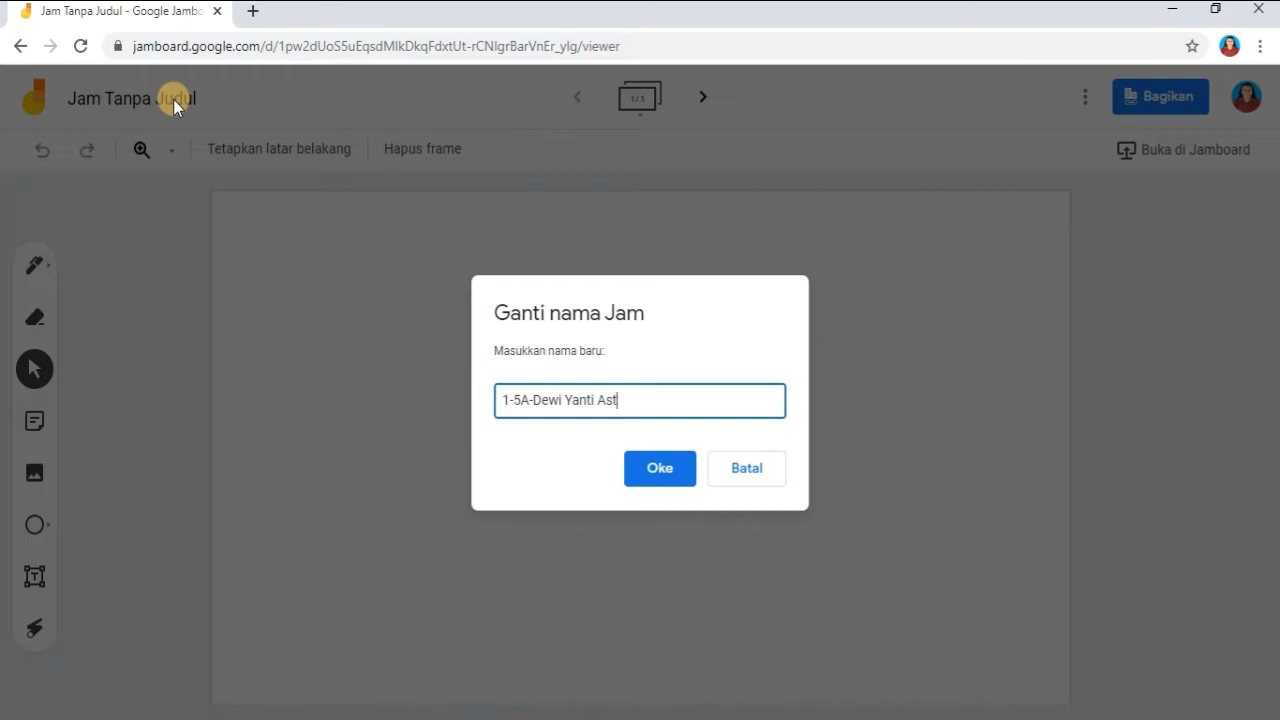 Jam Tanpa Judul - Google Jambo
jamboard.google.com/d/1pw2dUoS5uEqsdMlkDkqFdxtUt-rCNlgrBarVnEr_ylg/viewer
Jam Tanpa Judul
1/1
Bagikan
Tetapkan latar belakang
Hapus frame
Buka di Jamboard
Ganti nama Jam
Masukkan nama baru:
1-5A-Dewi Yanti Ast
Oke
Batal